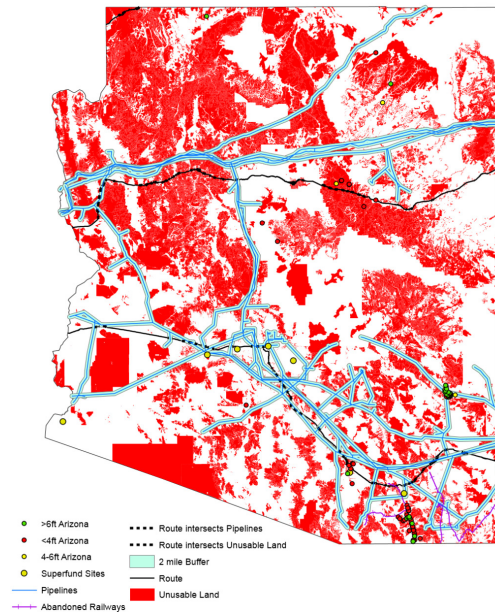 >6ft Arizona
<4ft Arizona
4-6ft Arizona
Superfund Sites
Pipelines
Abandoned Railways
Route intersects Pipelines
Route intersects Unusable Land
2 mile Buffer
Route
Unusable Land